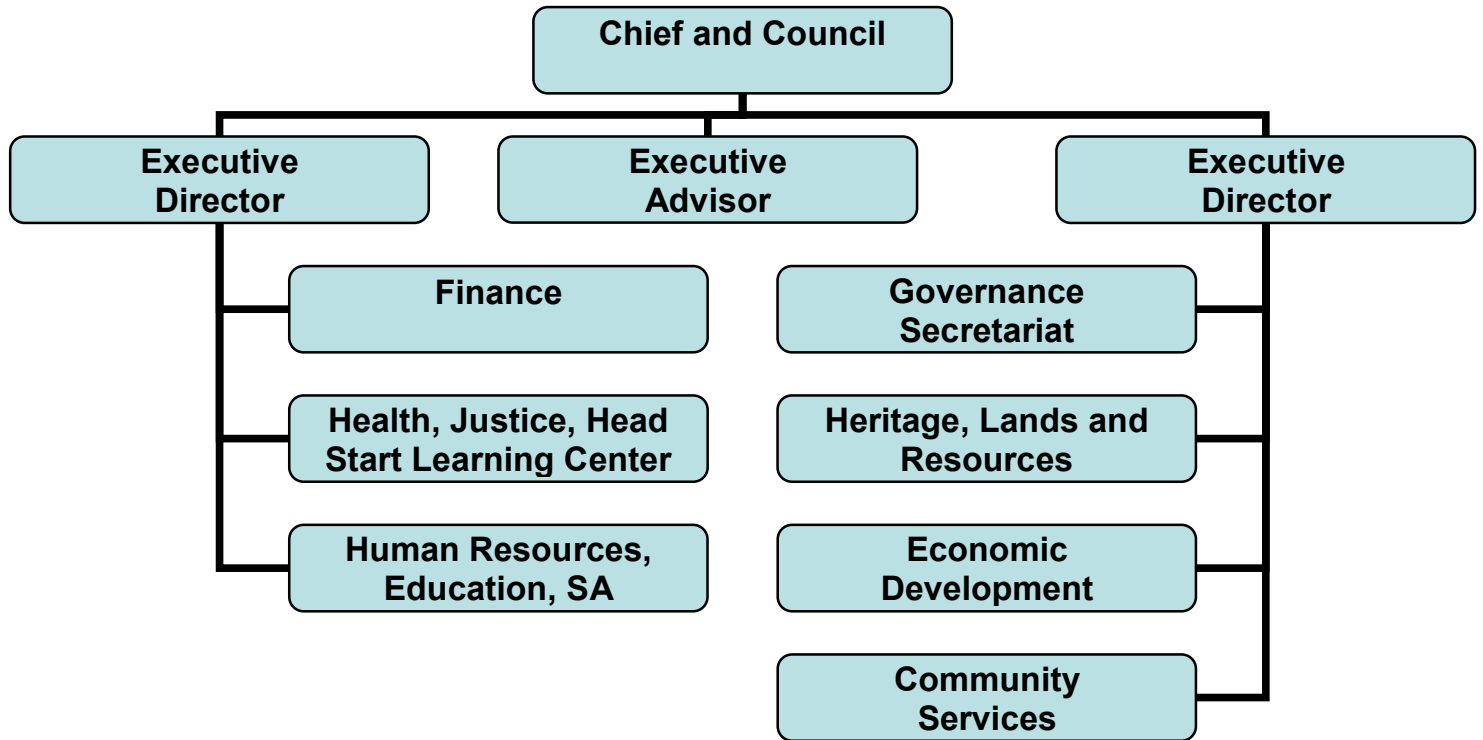 Chief and Council
Executive
Director
Executive
Advisor
Executive
Director
Finance
Governance
Secretariat
Health, Justice, Head
Start Learning Center
Heritage, Lands and
Resources
Human Resources,
Education, SA
Economic
Development
Community
Services